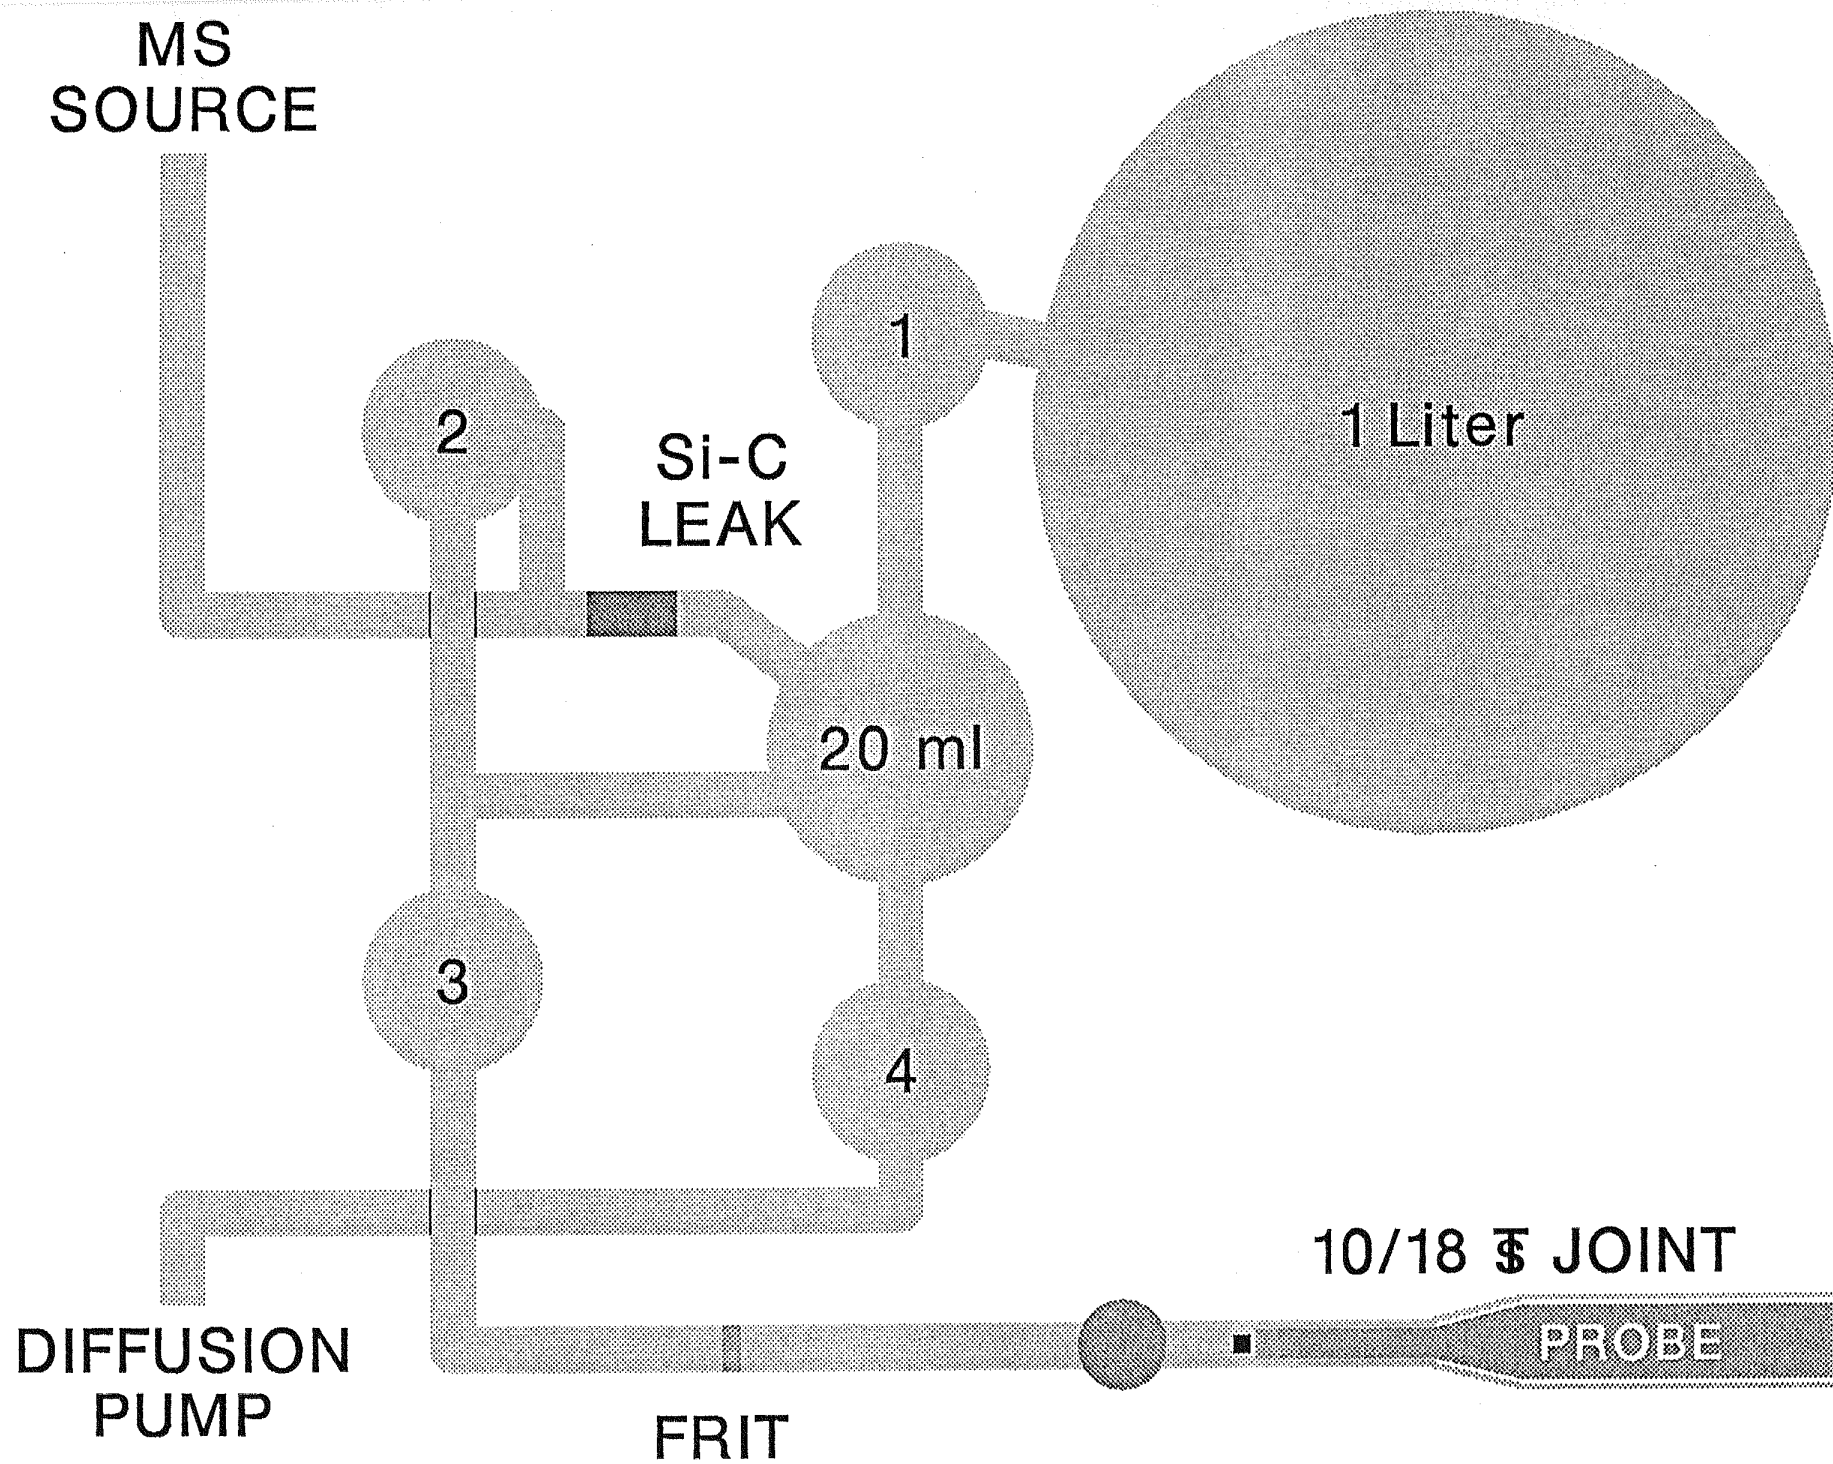 MS
SOURCE
1
2
Si-C
LEAK
1 Liter
20 ml
3
4
10/18 ₸$ JOINT
PROBE
DIFFUSION
PUMP
FRIT